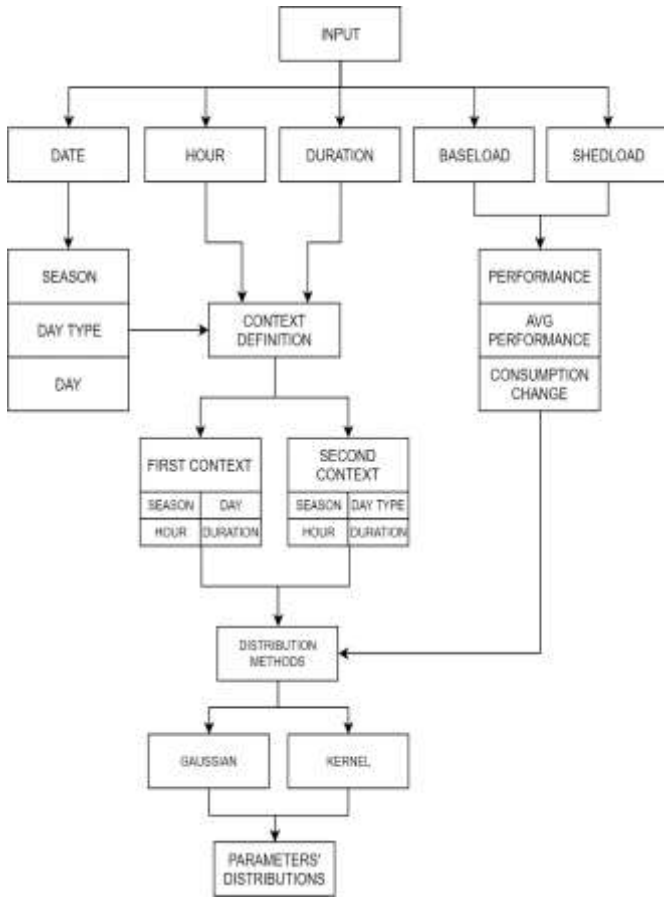 INPUT
DATE
HOUR
DURATION
BASELOAD
SHEDLOAD
SEASON
DAY TYPE
DAY
CONTEXT
DEFINITION
PERFORMANCE
AVG
PERFORMANCE
CONSUMPTION
CHANGE
FIRST CONTEXT
SEASON DAY
HOUR DURATION
SECOND
CONTEXT
SEASON DAY TYPE
HOUR DURATION
DISTRIBUTION
METHODS
GAUSSIAN
KERNEL
PARAMETERS'
DISTRIBUTIONS